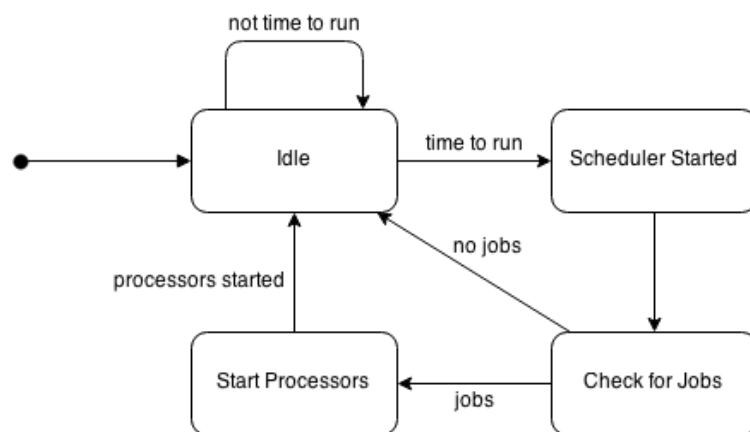 not time to run
Idle
time to run
Scheduler Started
no jobs
processors started
Start Processors
jobs
Check for Jobs